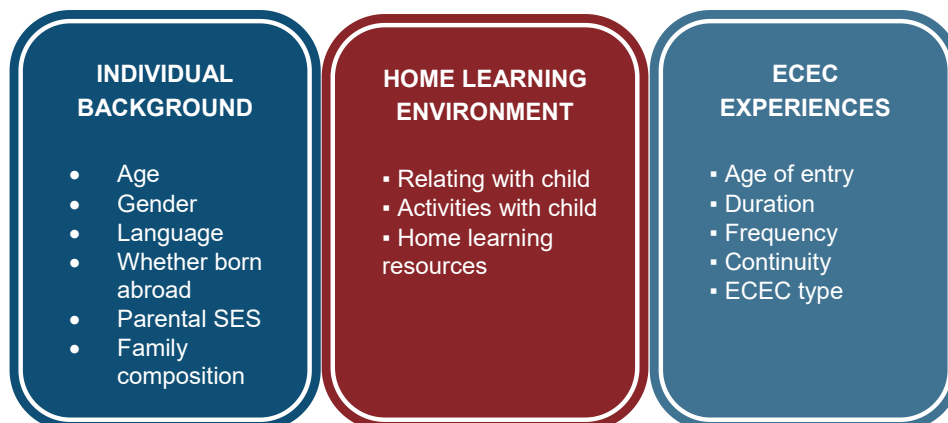 INDIVIDUAL
BACKGROUND
• Age
• Gender
• Language
• Whether born
abroad
• Parental SES
• Family
composition
HOME LEARNING
ENVIRONMENT
▪ Relating with child
▪ Activities with child
▪ Home learning
resources
ECEC
EXPERIENCES
▪ Age of entry
▪ Duration
▪ Frequency
▪ Continuity
▪ ECEC type